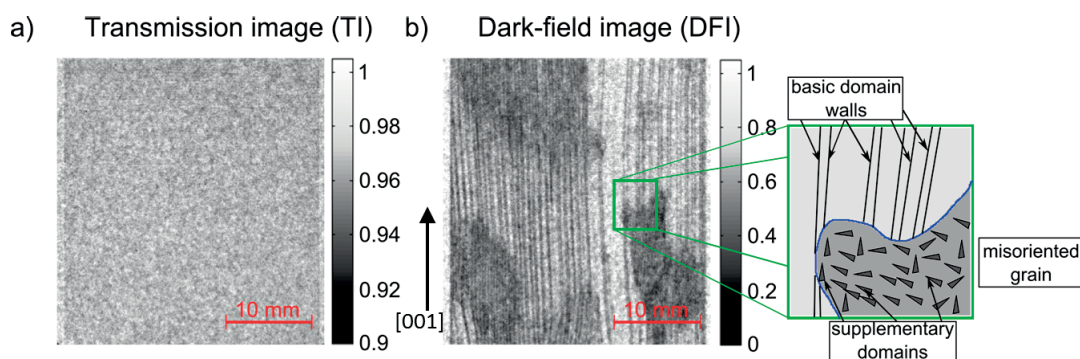 a) Transmission image (TI)
b) Dark-field image (DFI)
1
0.98
0.96
0.94
0.92
0.9
10 mm
[001]
1
0.8
0.6
0.4
0.2
0
10 mm
basic domain
walls
misoriented
grain
supplementary
domains